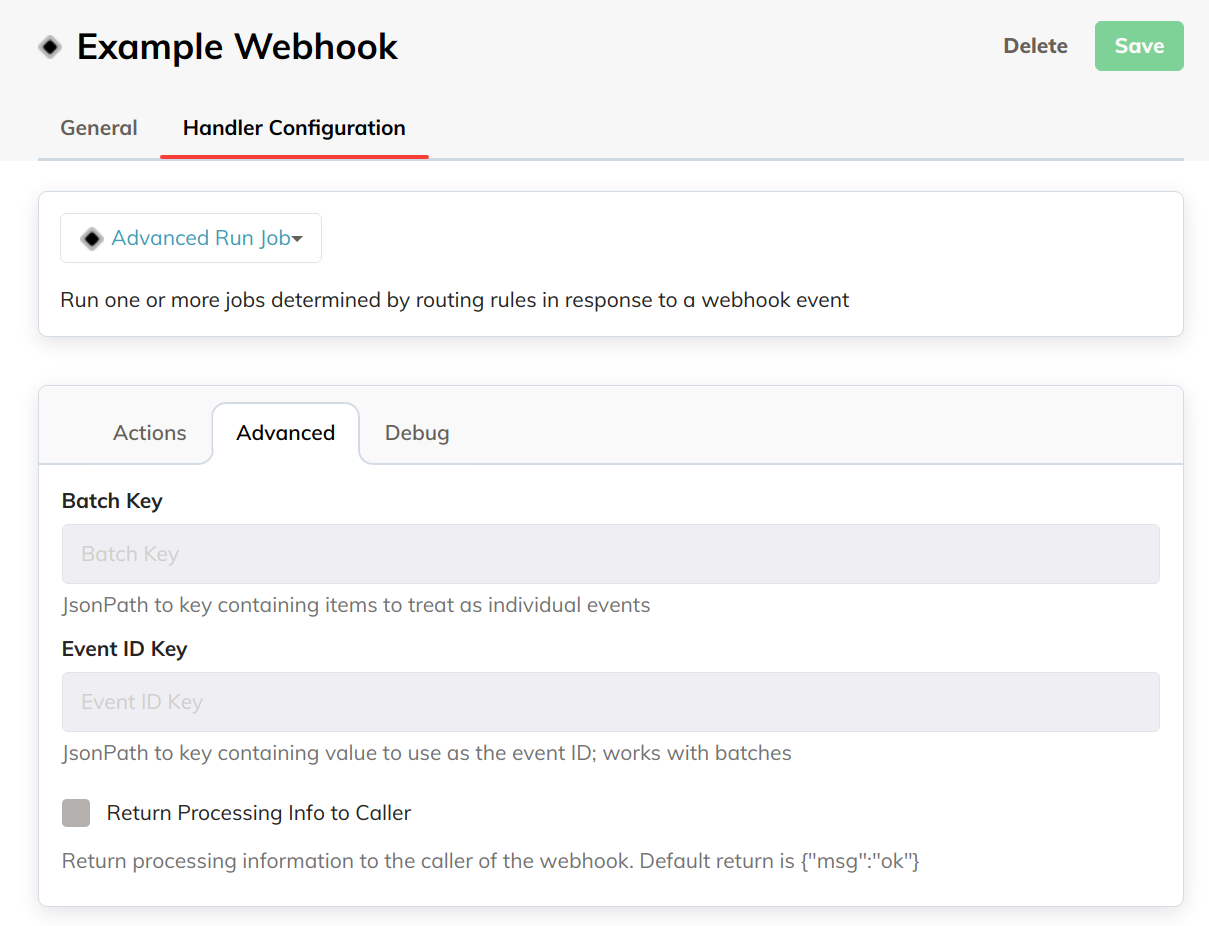 Example Webhook
Delete
Save
General
Handler Configuration
Advanced Run Job
Run one or more jobs determined by routing rules in response to a webhook event
Actions
Advanced
Debug
Batch Key
Batch Key
JsonPath to key containing items to treat as individual events
Event ID Key
Event ID Key
JsonPath to key containing value to use as the event ID; works with batches
Return Processing Info to Caller
Return processing information to the caller of the webhook. Default return is {"msg":"ok"}